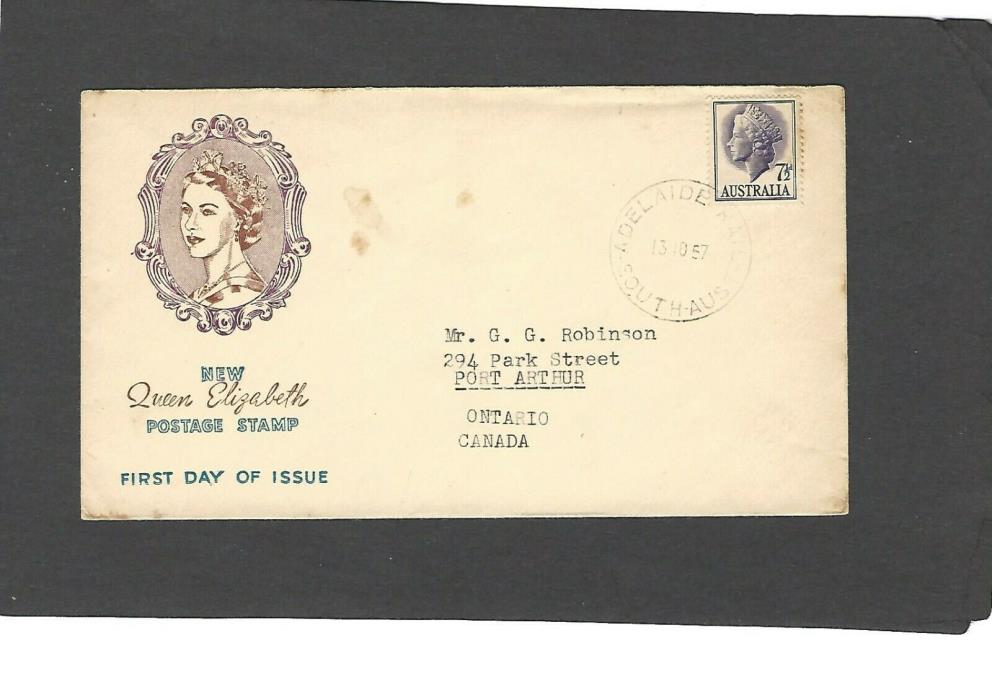 7½d
AUSTRALIA
ADELAIDE
13 10 57
SOUTH-AUS
Mr. G. G. Robinson
294 Park Street
PORT ARTHUR
ONTARIO
CANADA
NEW
Queen Elizabeth
POSTAGE STAMP
FIRST DAY OF ISSUE